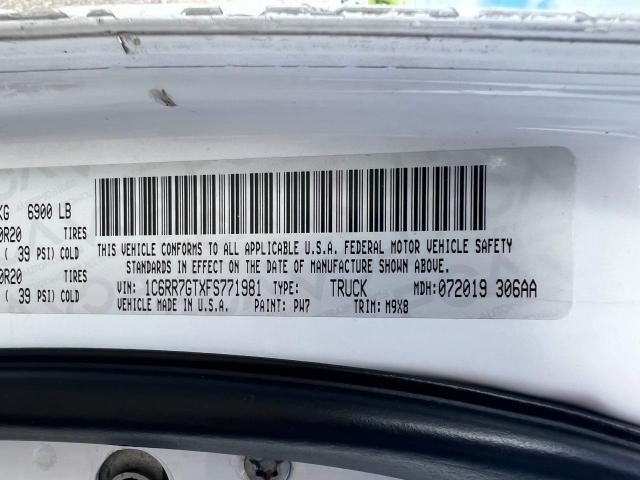 KG 6900 LB
0R20 TIRES
( 39 PSI) COLD
0R20 TIRES
( 39 PSI) COLD
THIS VEHICLE CONFORMS TO ALL APPLICABLE U.S.A. FEDERAL MOTOR VEHICLE SAFETY
STANDARDS IN EFFECT ON THE DATE OF MANUFACTURE SHOWN ABOVE.
VIN: 1C6RR7GTXFS771981 TYPE: TRUCK MDH: 072019 306AA
VEHICLE MADE IN U.S.A. PAINT: PW7 TRIM: M9X8